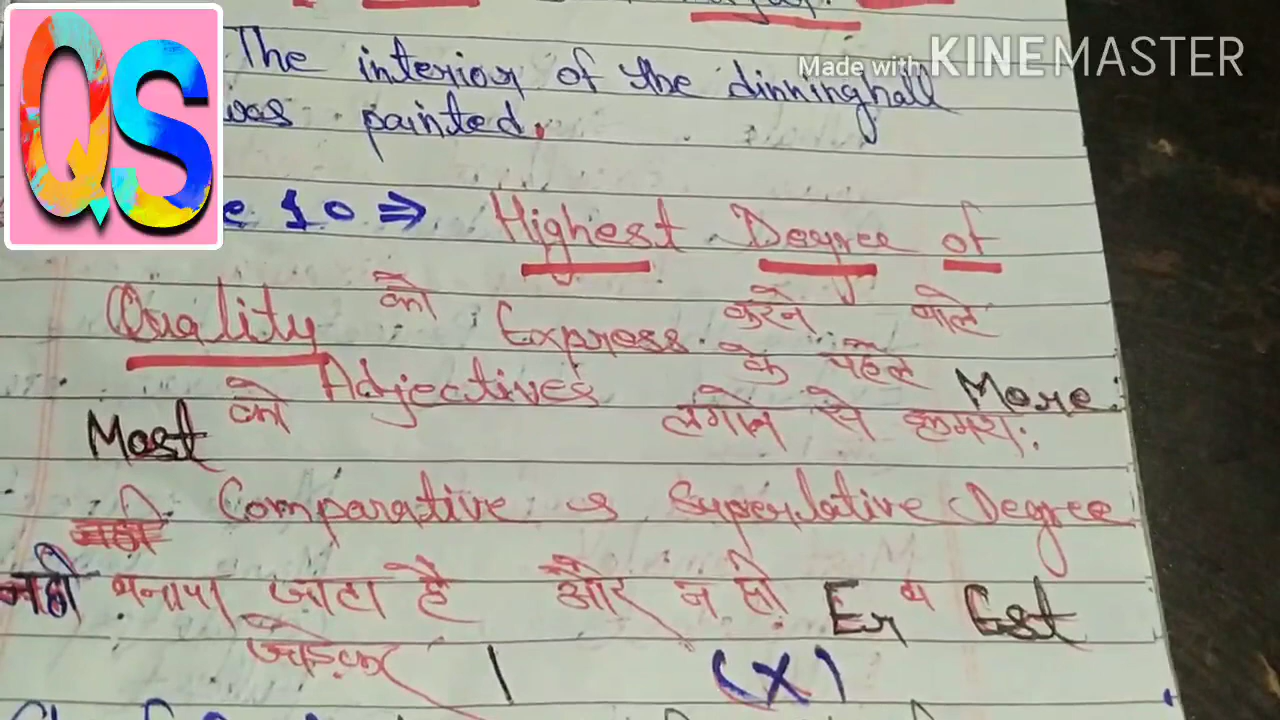 QS
Made with KINEMASTER
The interior of the dinninghall
was painted.
e 10 ⇒ Highest Degree of
Quality को Express करने वाले
Adjectives के पहले More
Most को लगाने से क्रमश:
Comparative व Superlative Degree
नही बनाया जाता है और न ही Er व Est
जोडकर | (X)